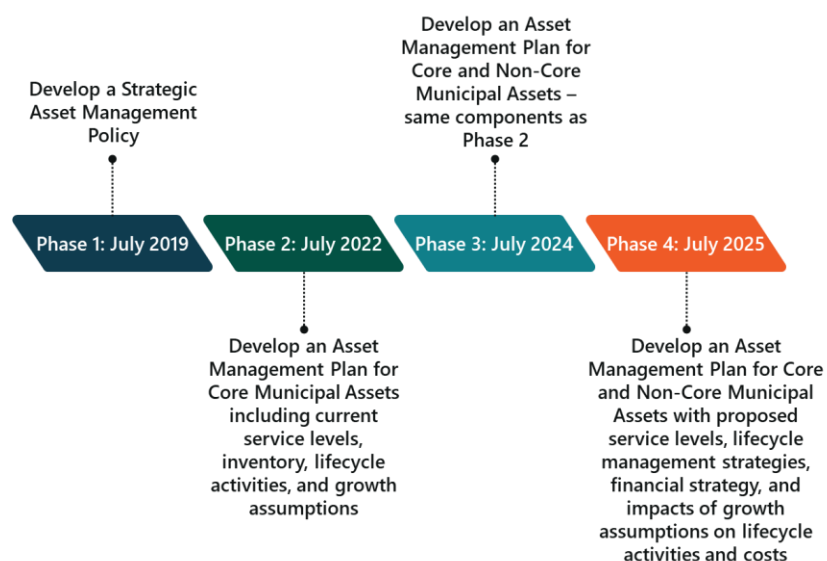 Develop a Strategic
Asset Management
Policy
Develop an Asset
Management Plan for
Core and Non-Core
Municipal Assets –
same components as
Phase 2
Phase 1: July 2019
Phase 2: July 2022
Phase 3: July 2024
Phase 4: July 2025
Develop an Asset
Management Plan for
Core Municipal Assets
including current
service levels,
inventory, lifecycle
activities, and growth
assumptions
Develop an Asset
Management Plan for Core
and Non-Core Municipal
Assets with proposed
service levels, lifecycle
management strategies,
financial strategy, and
impacts of growth
assumptions on lifecycle
activities and costs